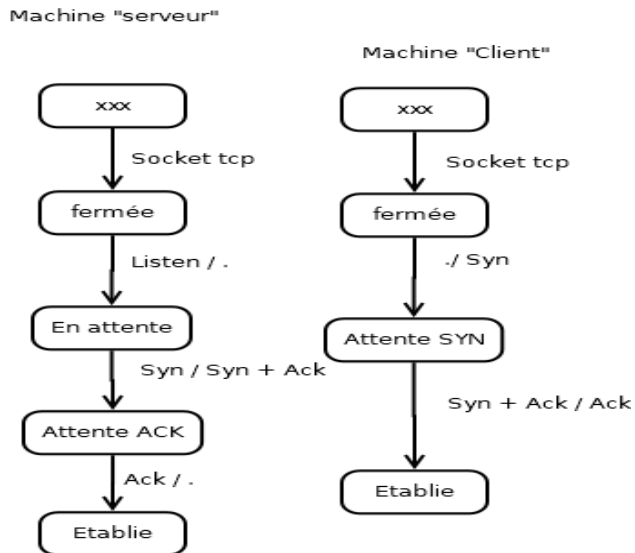 Machine "serveur"
xxx
Socket tcp
fermée
Listen / .
En attente
Syn / Syn + Ack
Attente ACK
Ack / .
Etablie
Machine "Client"
xxx
Socket tcp
fermée
./ Syn
Attente SYN
Syn + Ack / Ack
Etablie